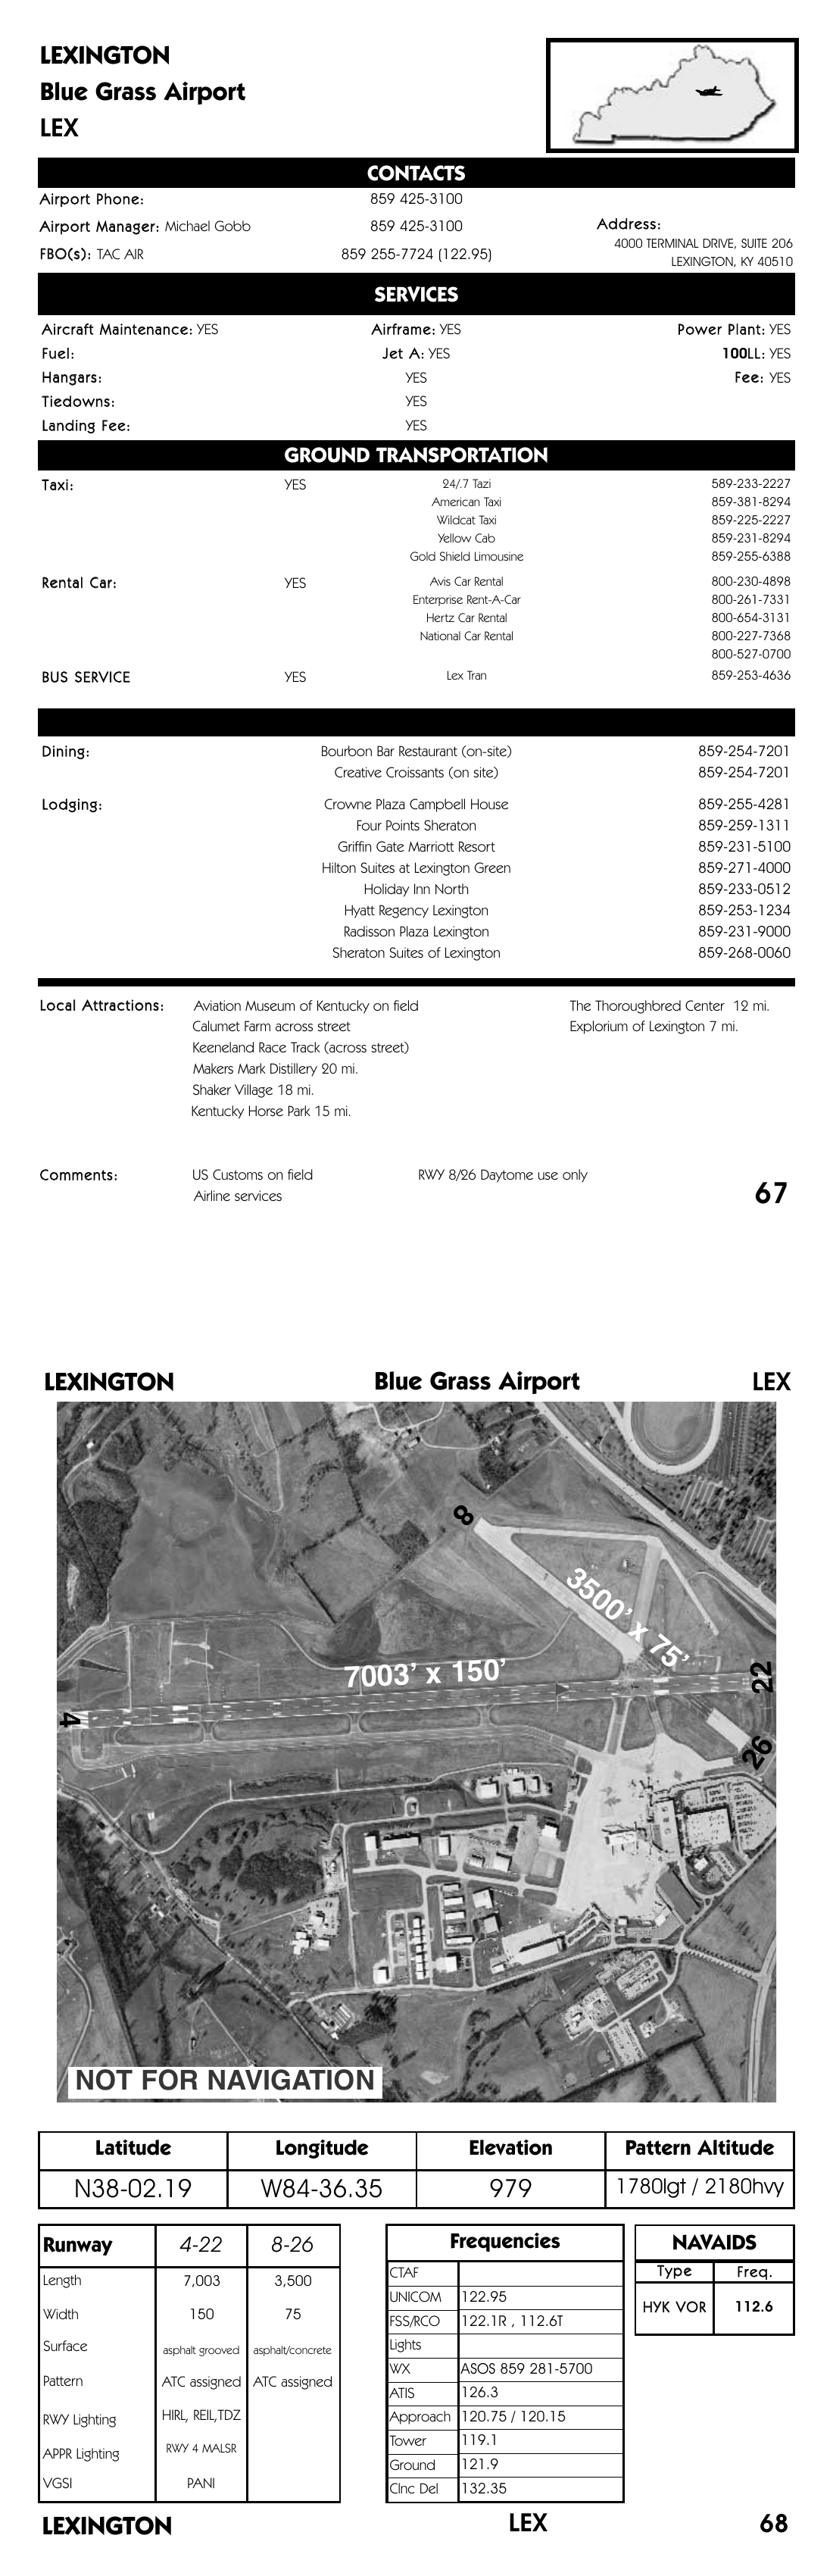 LEXINGTON
Blue Grass Airport
LEX
CONTACTS
Airport Phone: 859 425-3100
Airport Manager: Michael Gobb 859 425-3100 Address:
4000 TERMINAL DRIVE, SUITE 206
FBO(s): TAC AIR 859 255-7724 (122.95)
LEXINGTON, KY 40510
SERVICES
Aircraft Maintenance: YES Airframe: YES Power Plant: YES
Fuel: Jet A: YES 100LL: YES
Hangars: YES Fee: YES
Tiedowns: YES
Landing Fee: YES
GROUND TRANSPORTATION
Taxi: YES 24/.7 Tazi 589-233-2227
American Taxi 859-381-8294
Wildcat Taxi 859-225-2227
Yellow Cab 859-231-8294
Gold Shield Limousine 859-255-6388
Rental Car: YES Avis Car Rental 800-230-4898
Enterprise Rent-A-Car 800-261-7331
Hertz Car Rental 800-654-3131
National Car Rental 800-227-7368
800-527-0700
BUS SERVICE YES Lex Tran 859-253-4636
Dining: Bourbon Bar Restaurant (on-site) 859-254-7201
Creative Croissants (on site) 859-254-7201
Lodging: Crowne Plaza Campbell House 859-255-4281
Four Points Sheraton 859-259-1311
Griffin Gate Marriott Resort 859-231-5100
Hilton Suites at Lexington Green 859-271-4000
Holiday Inn North 859-233-0512
Hyatt Regency Lexington 859-253-1234
Radisson Plaza Lexington 859-231-9000
Sheraton Suites of Lexington 859-268-0060
Local Attractions: Aviation Museum of Kentucky on field The Thoroughbred Center 12 mi.
Calumet Farm across street Explorium of Lexington 7 mi.
Keeneland Race Track (across street)
Makers Mark Distillery 20 mi.
Shaker Village 18 mi.
Kentucky Horse Park 15 mi.
Comments: US Customs on field RWY 8/26 Daytome use only
Airline services
67
LEXINGTON Blue Grass Airport LEX
8
3500' x 75'
7003' x 150'
22
4
26
NOT FOR NAVIGATION
Latitude Longitude Elevation Pattern Altitude
N38-02.19 W84-36.35 979 1780lgt / 2180hvy
Runway 4-22 8-26
Length 7,003 3,500
Width 150 75
Surface asphalt grooved asphalt/concrete
Pattern ATC assigned ATC assigned
RWY Lighting HIRL, REIL,TDZ
APPR Lighting RWY 4 MALSR
VGSI PANI
Frequencies
CTAF
UNICOM 122.95
FSS/RCO 122.1R , 112.6T
Lights
WX ASOS 859 281-5700
ATIS 126.3
Approach 120.75 / 120.15
Tower 119.1
Ground 121.9
Clnc Del 132.35
NAVAIDS
Type Freq.
HYK VOR 112.6
LEXINGTON LEX 68